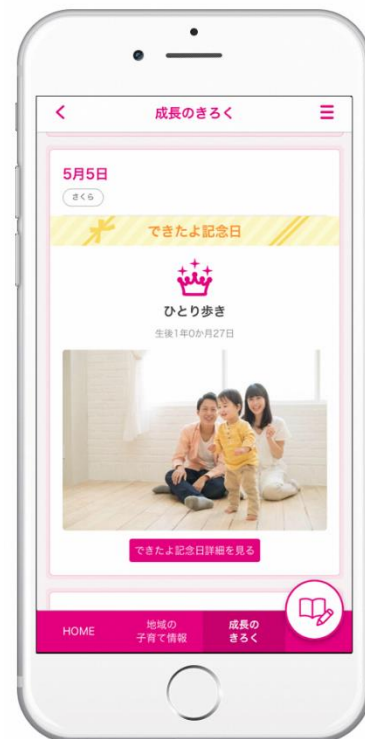 成長のきろく
5月5日
さくら
できたよ記念日
ひとり歩き
生後1年0か月27日
できたよ記念日詳細を見る
HOME
地域の
子育て情報
成長の
きろく